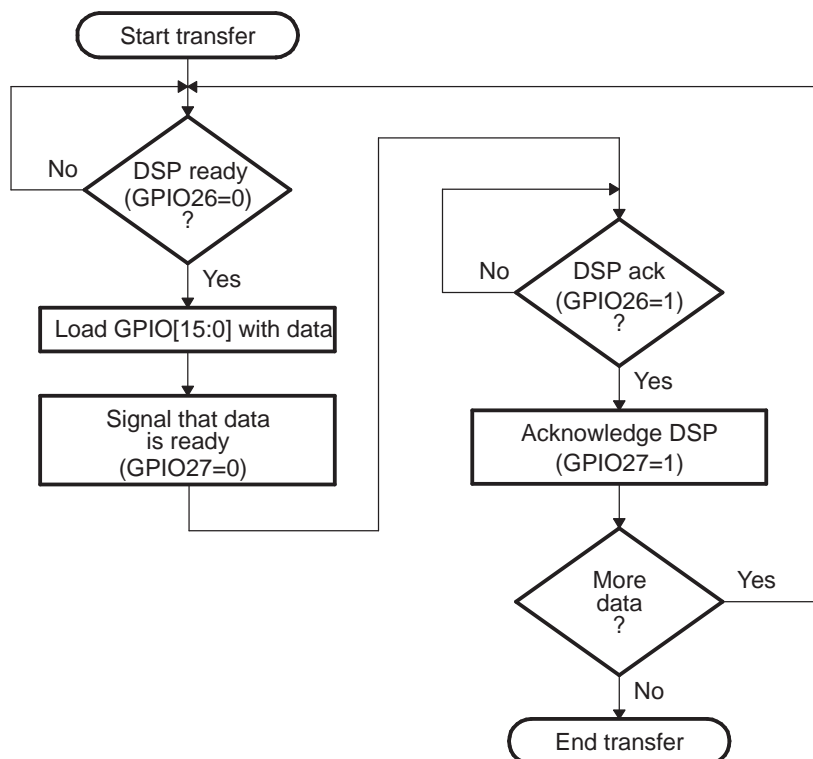 Start transfer
No
DSP ready
(GPIO26=0)
?
Yes
Load GPIO[15:0] with data
Signal that data
is ready
(GPIO27=0)
No
DSP ack
(GPIO26=1)
?
Yes
Acknowledge DSP
(GPIO27=1)
More
data
?
Yes
No
End transfer